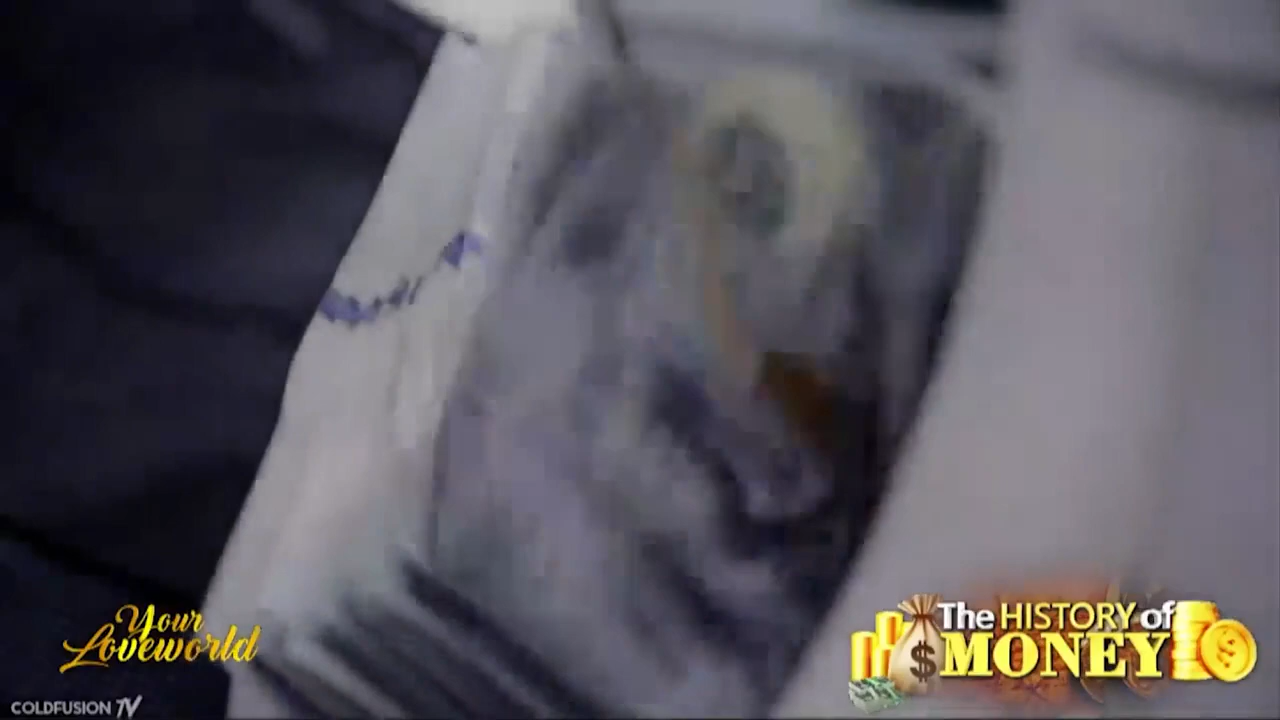 Your
Loveworld
COLDFUSION TV
The HISTORY of
$ MONEY $